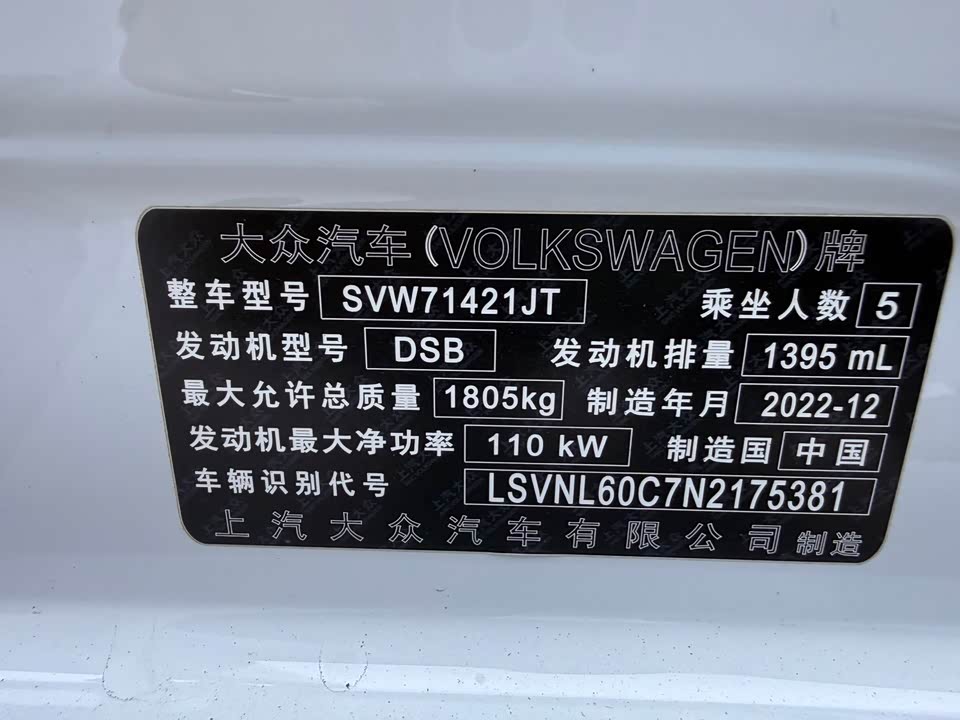 大众汽车(VOLKSWAGEN)牌
整车型号 SVW71421JT 乘坐人数 5
发动机型号 DSB 发动机排量 1395 mL
最大允许总质量 1805kg 制造年月 2022-12
发动机最大净功率 110 kW 制造国 中国
车辆识别代号 LSVNL60C7N2175381
上汽大众汽车有限公司制造